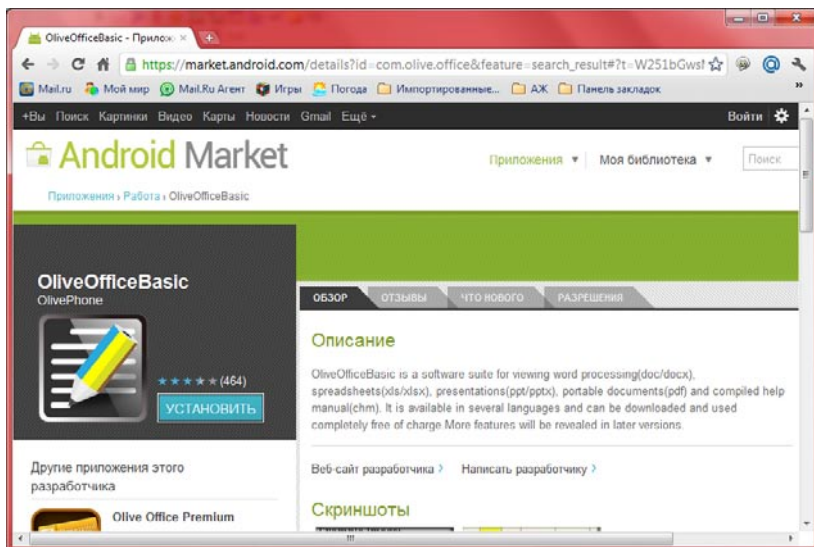 OliveOfficeBasic - Прилож
https://market.android.com/details?id=com.olive.office&feature=search_result#?t=W251bGws
Mail.ru Мой мир Mail.Ru Агент Игры Погода Импортированные... АЖ Панель закладок »
+Вы Поиск Картинки Видео Карты Новости Gmail Ещё Войти
Android Market
Приложения Моя библиотека Поиск
Приложения › Работа › OliveOfficeBasic
OliveOfficeBasic
OlivePhone
(464)
УСТАНОВИТЬ
Другие приложения этого
разработчика
Olive Office Premium
ОБЗОР ОТЗЫВЫ ЧТО НОВОГО РАЗРЕШЕНИЯ
Описание
OliveOfficeBasic is a software suite for viewing word processing(doc/docx),
spreadsheets(xls/xlsx), presentations(ppt/pptx), portable documents(pdf) and compiled help
manual(chm). It is available in several languages and can be downloaded and used
completely free of charge.More features will be revealed in later versions.
Веб-сайт разработчика › Написать разработчику ›
Скриншоты